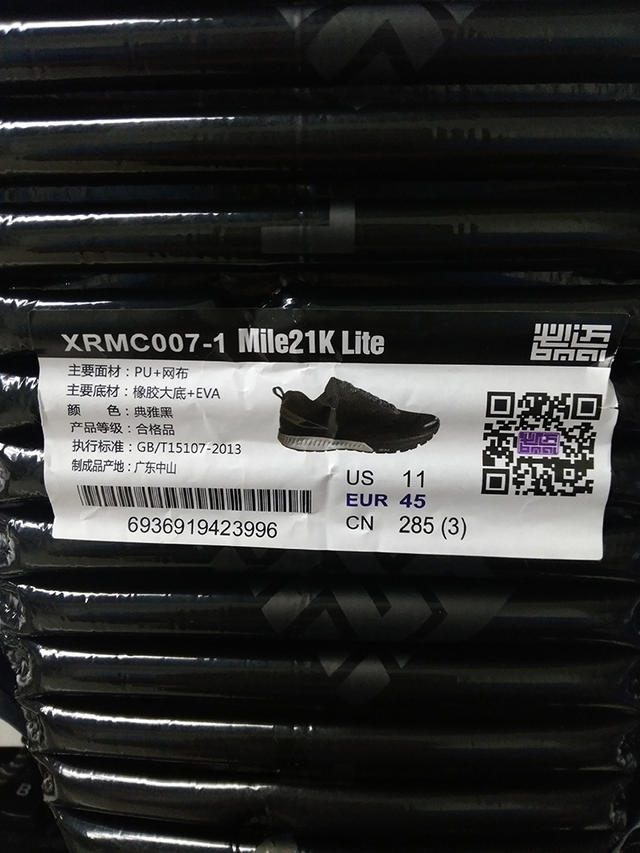 XRMC007-1 Mile21K Lite
主要面材：PU+网布
主要底材：橡胶大底+EVA
颜 色：典雅黑
产品等级：合格品
执行标准：GB/T15107-2013
制成品产地：广东中山
6936919423996
US 11
EUR 45
CN 285 (3)